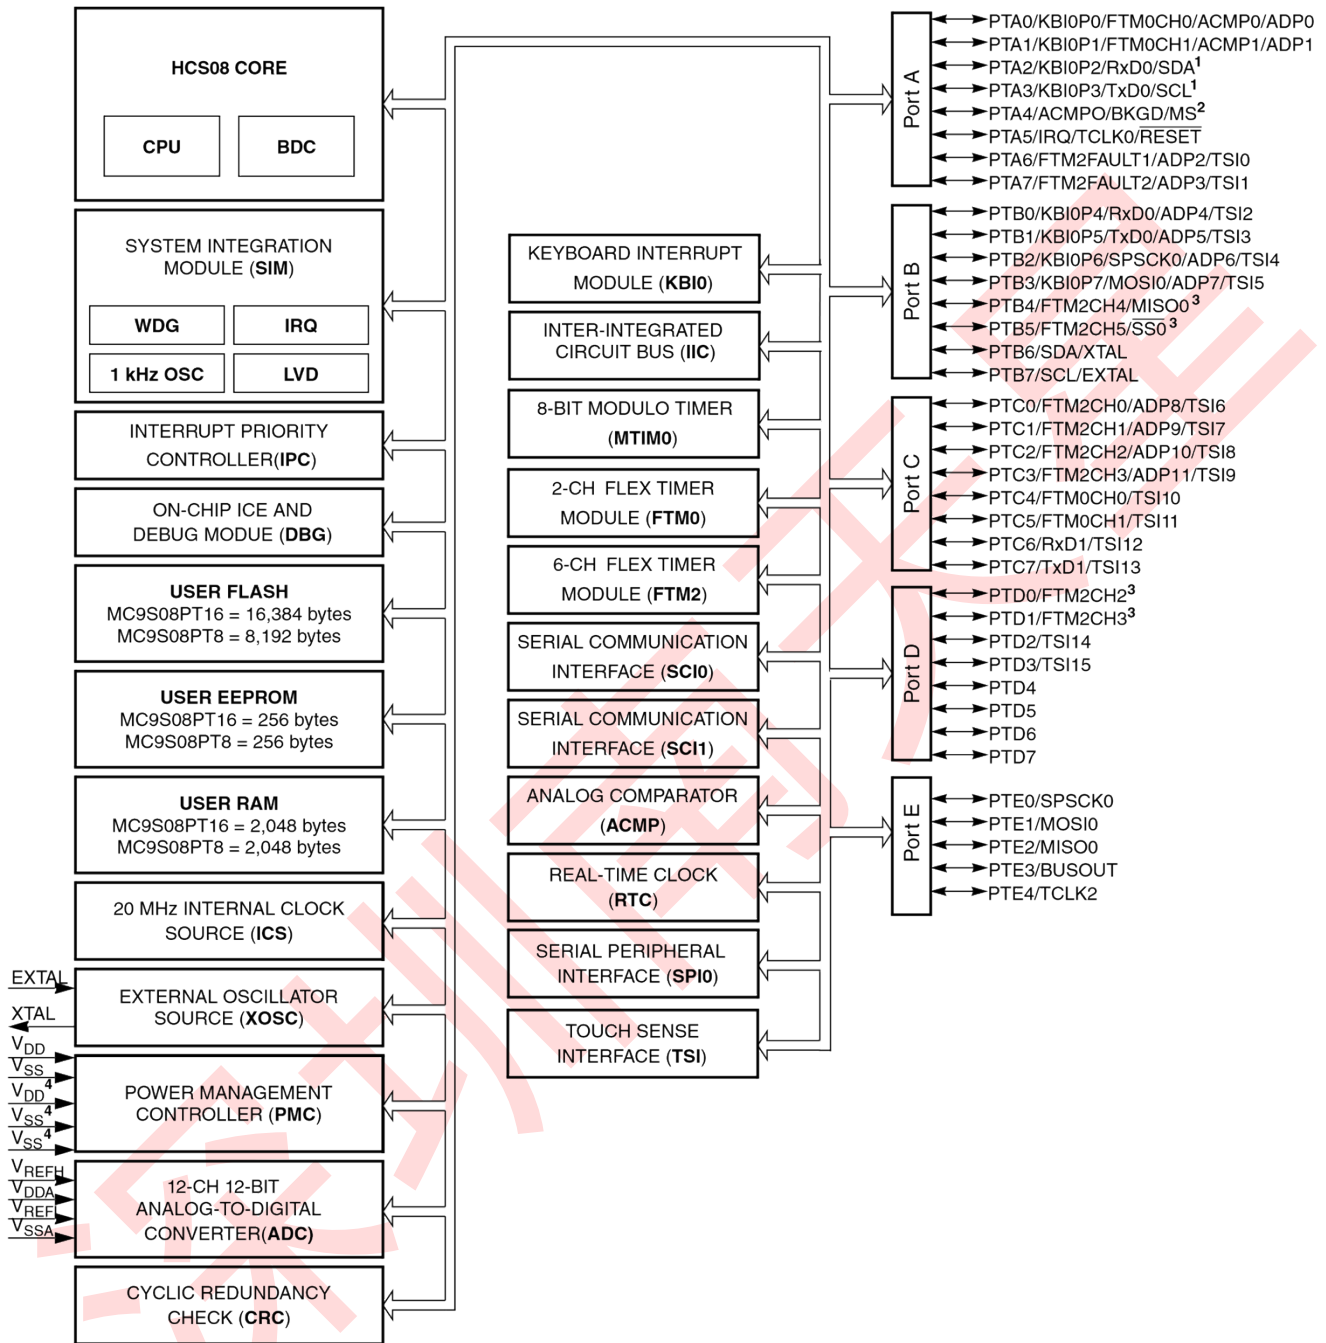 HCS08 CORE
CPU
BDC
SYSTEM INTEGRATION
MODULE (SIM)
WDG
IRQ
1 kHz OSC
LVD
INTERRUPT PRIORITY
CONTROLLER(IPC)
ON-CHIP ICE AND
DEBUG MODUE (DBG)
USER FLASH
MC9S08PT16 = 16,384 bytes
MC9S08PT8 = 8,192 bytes
USER EEPROM
MC9S08PT16 = 256 bytes
MC9S08PT8 = 256 bytes
USER RAM
MC9S08PT16 = 2,048 bytes
MC9S08PT8 = 2,048 bytes
20 MHz INTERNAL CLOCK
SOURCE (ICS)
EXTAL
XTAL
EXTERNAL OSCILLATOR
SOURCE (XOSC)
VDD
VSS
VDD4
VSS4
VSS4
POWER MANAGEMENT
CONTROLLER (PMC)
VREFH
VDDA
VREF
VSSA
12-CH 12-BIT
ANALOG-TO-DIGITAL
CONVERTER(ADC)
CYCLIC REDUNDANCY
CHECK (CRC)
KEYBOARD INTERRUPT
MODULE (KBI0)
INTER-INTEGRATED
CIRCUIT BUS (IIC)
8-BIT MODULO TIMER
(MTIM0)
2-CH FLEX TIMER
MODULE (FTM0)
6-CH FLEX TIMER
MODULE (FTM2)
SERIAL COMMUNICATION
INTERFACE (SCI0)
SERIAL COMMUNICATION
INTERFACE (SCI1)
ANALOG COMPARATOR
(ACMP)
REAL-TIME CLOCK
(RTC)
SERIAL PERIPHERAL
INTERFACE (SPI0)
TOUCH SENSE
INTERFACE (TSI)
Port A
PTA0/KBI0P0/FTM0CH0/ACMP0/ADP0
PTA1/KBI0P1/FTM0CH1/ACMP1/ADP1
PTA2/KBI0P2/RxD0/SDA1
PTA3/KBI0P3/TxD0/SCL1
PTA4/ACMPO/BKGD/MS2
PTA5/IRQ/TCLK0/RESET
PTA6/FTM2FAULT1/ADP2/TSI0
PTA7/FTM2FAULT2/ADP3/TSI1
Port B
PTB0/KBI0P4/RxD0/ADP4/TSI2
PTB1/KBI0P5/TxD0/ADP5/TSI3
PTB2/KBI0P6/SPSCK0/ADP6/TSI4
PTB3/KBI0P7/MOSI0/ADP7/TSI5
PTB4/FTM2CH4/MISO03
PTB5/FTM2CH5/SS03
PTB6/SDA/XTAL
PTB7/SCL/EXTAL
Port C
PTC0/FTM2CH0/ADP8/TSI6
PTC1/FTM2CH1/ADP9/TSI7
PTC2/FTM2CH2/ADP10/TSI8
PTC3/FTM2CH3/ADP11/TSI9
PTC4/FTM0CH0/TSI10
PTC5/FTM0CH1/TSI11
PTC6/RxD1/TSI12
PTC7/TxD1/TSI13
Port D
PTD0/FTM2CH23
PTD1/FTM2CH33
PTD2/TSI14
PTD3/TSI15
PTD4
PTD5
PTD6
PTD7
Port E
PTE0/SPSCK0
PTE1/MOSI0
PTE2/MISO0
PTE3/BUSOUT
PTE4/TCLK2
深圳南天星